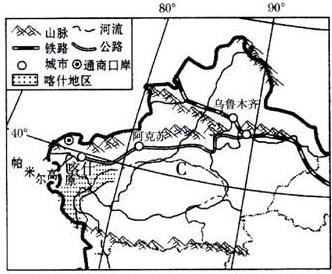 80°
90°
山脉 河流
铁路 公路
城市 通商口岸
喀什地区
乌鲁木齐
40°
阿克苏
喀什
帕米尔高原
C
40°